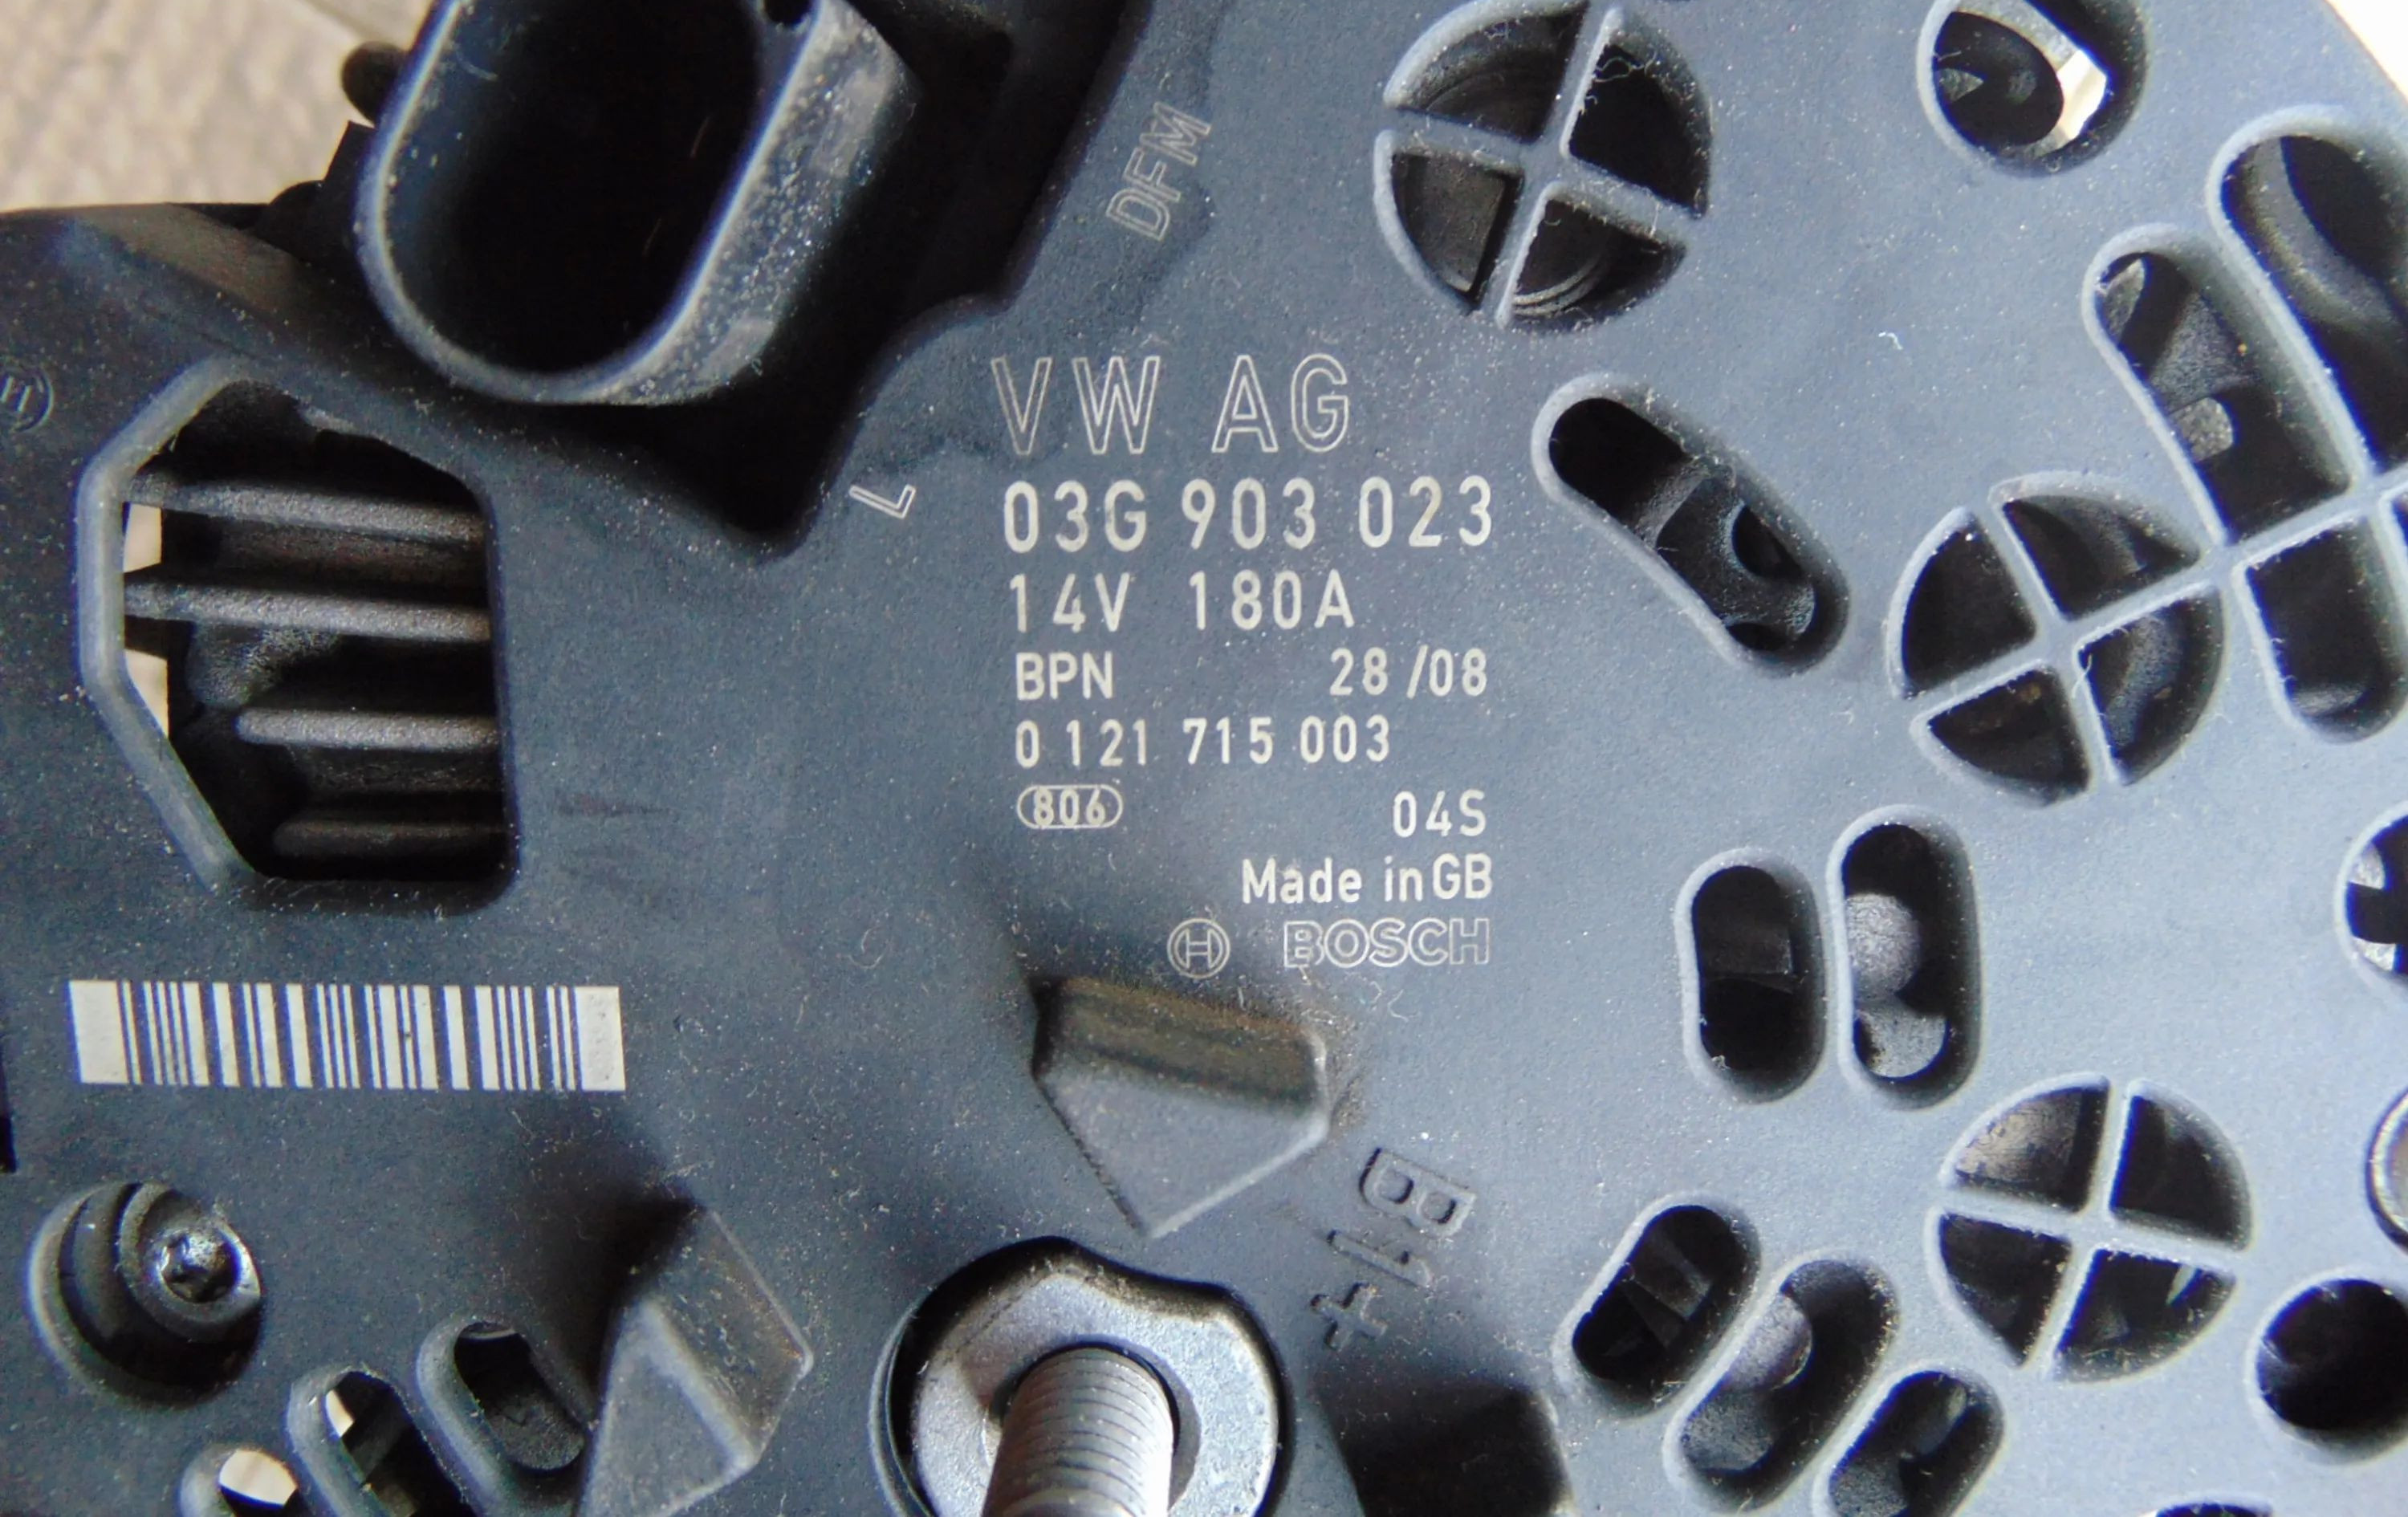 DFM
VW AG
L
03G 903 023
14V 180A
BPN 28 /08
0 121 715 003
806 04S
Made in GB
BOSCH
B1+